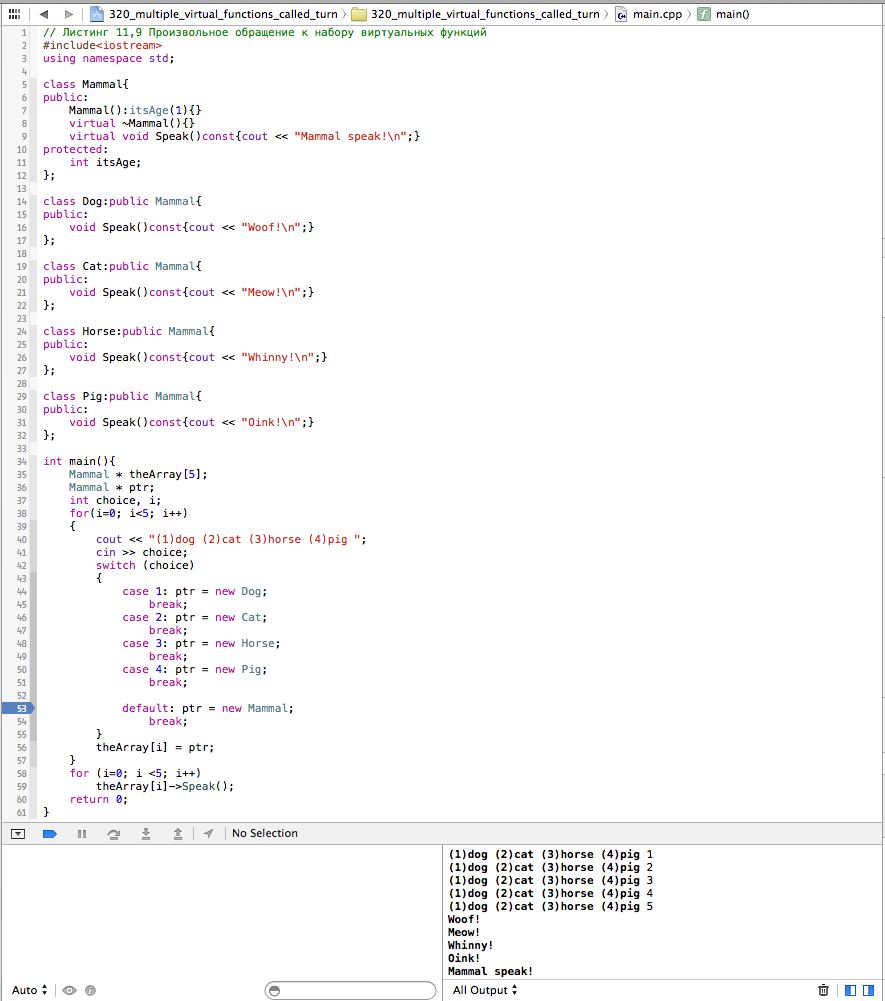 320_multiple_virtual_functions_called_turn 320_multiple_virtual_functions_called_turn main.cpp main()
1 // Листинг 11,9 Произвольное обращение к набору виртуальных функций
2 #include<iostream>
3 using namespace std;
4
5 class Mammal{
6 public:
7     Mammal():itsAge(1){}
8     virtual ~Mammal(){}
9     virtual void Speak()const{cout << "Mammal speak!\n";}
10 protected:
11     int itsAge;
12 };
13
14 class Dog:public Mammal{
15 public:
16     void Speak()const{cout << "Woof!\n";}
17 };
18
19 class Cat:public Mammal{
20 public:
21     void Speak()const{cout << "Meow!\n";}
22 };
23
24 class Horse:public Mammal{
25 public:
26     void Speak()const{cout << "Whinny!\n";}
27 };
28
29 class Pig:public Mammal{
30 public:
31     void Speak()const{cout << "Oink!\n";}
32 };
33
34 int main(){
35     Mammal * theArray[5];
36     Mammal * ptr;
37     int choice, i;
38     for(i=0; i<5; i++)
39     {
40         cout << "(1)dog (2)cat (3)horse (4)pig ";
41         cin >> choice;
42         switch (choice)
43         {
44             case 1: ptr = new Dog;
45                 break;
46             case 2: ptr = new Cat;
47                 break;
48             case 3: ptr = new Horse;
49                 break;
50             case 4: ptr = new Pig;
51                 break;
52
53             default: ptr = new Mammal;
54                 break;
55         }
56         theArray[i] = ptr;
57     }
58     for (i=0; i <5; i++)
59         theArray[i]->Speak();
60     return 0;
61 }
No Selection
(1)dog (2)cat (3)horse (4)pig 1
(1)dog (2)cat (3)horse (4)pig 2
(1)dog (2)cat (3)horse (4)pig 3
(1)dog (2)cat (3)horse (4)pig 4
(1)dog (2)cat (3)horse (4)pig 5
Woof!
Meow!
Whinny!
Oink!
Mammal speak!
Auto All Output